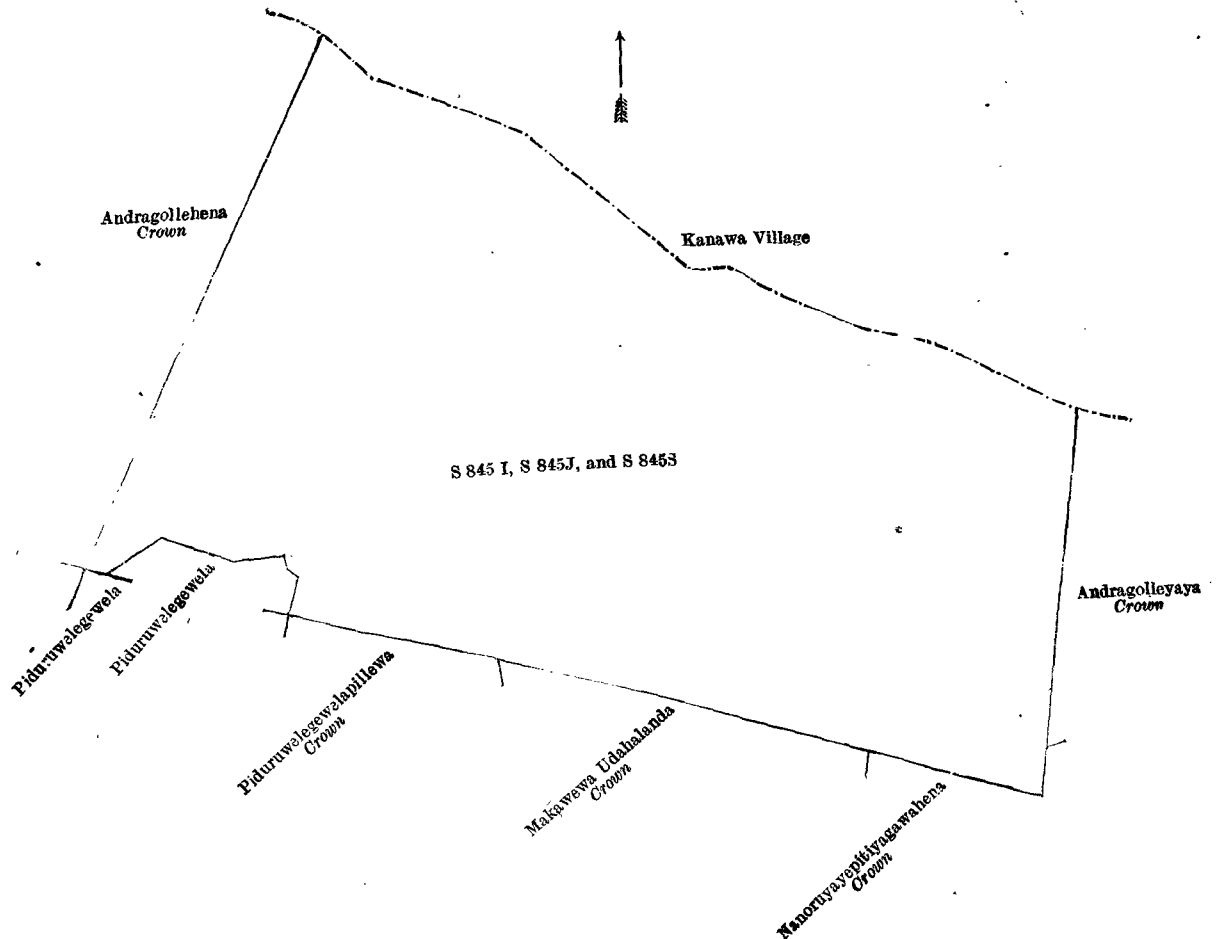 Andragollehena
Crown
Kanawa Village
S 845 I, S 845J, and S 845S
Andragolleyaya
Crown
Piduruwelegewela
Piduruwelegewela
Piduruwelegewelapillewa
Crown
Makawewa Udahalanda
Crown
Nanoruyayepitiyagawahena
Crown